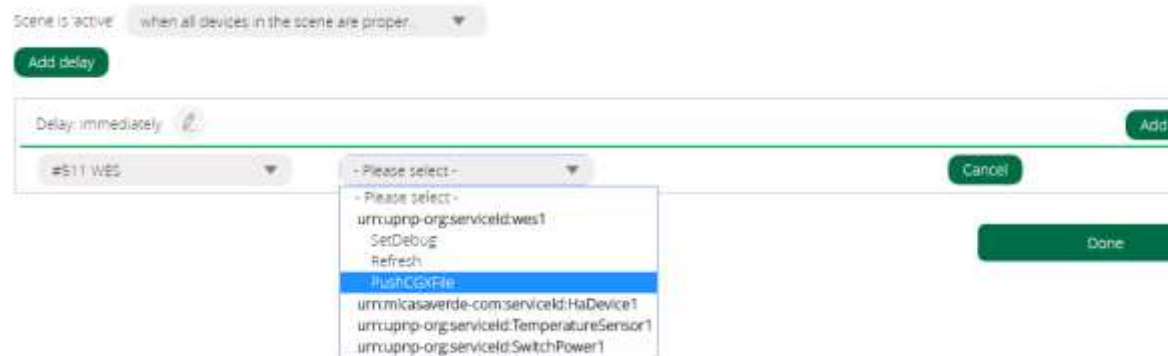 Scene is 'active' when all devices in the scene are proper
Add delay
Delay: immediately
Add
#511 WES - Please select - Cancel
- Please select -
urn:upnp-org:serviceId:wes1
SetDebug
Refresh
PushCGXFile
urn:micasaverde-com:serviceId:HaDevice1
urn:upnp-org:serviceId:TemperatureSensor1
urn:upnp-org:serviceId:SwitchPower1
Done